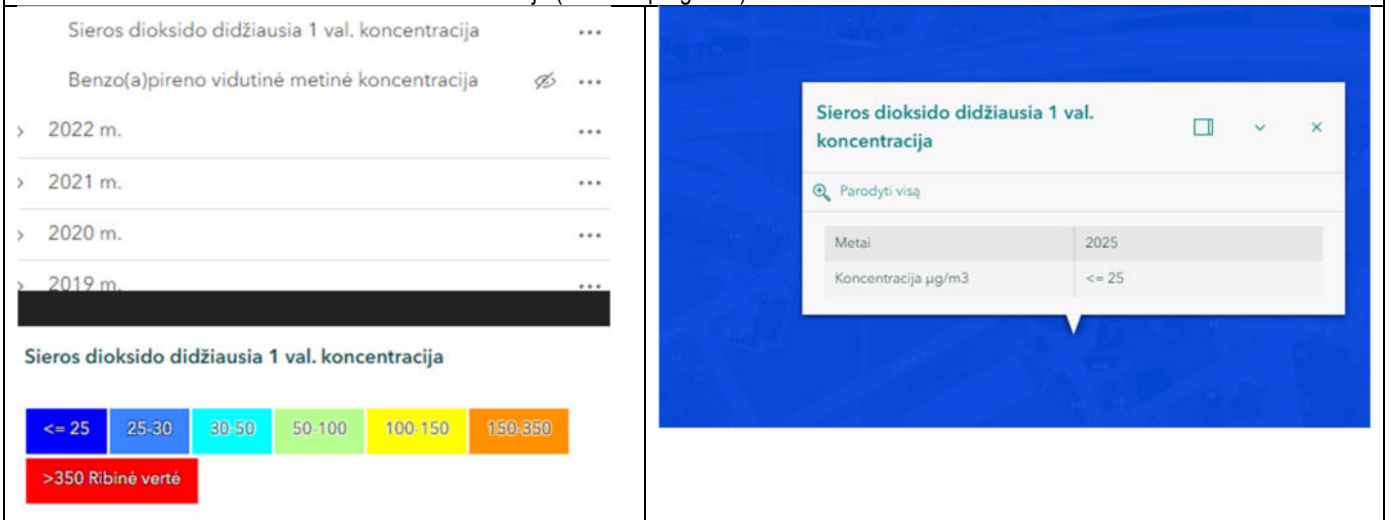 Sieros dioksido didžiausia 1 val. koncentracija ...
Benzo(a)pireno vidutinė metinė koncentracija ...
> 2022 m. ...
> 2021 m. ...
> 2020 m. ...
> 2019 m. ...
Sieros dioksido didžiausia 1 val. koncentracija
<= 25 25-30 30-50 50-100 100-150 150-350
>350 Ribinė vertė
Sieros dioksido didžiausia 1 val.
koncentracija
Parodyti visą
Metai 2025
Koncentracija µg/m3 <= 25